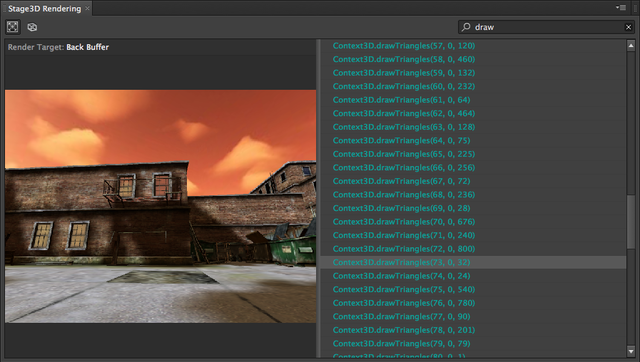 Stage3D Rendering ×
draw
Render Target: Back Buffer
Context3D.drawTriangles(57, 0, 120)
Context3D.drawTriangles(58, 0, 460)
Context3D.drawTriangles(59, 0, 132)
Context3D.drawTriangles(60, 0, 232)
Context3D.drawTriangles(61, 0, 64)
Context3D.drawTriangles(62, 0, 464)
Context3D.drawTriangles(63, 0, 128)
Context3D.drawTriangles(64, 0, 75)
Context3D.drawTriangles(65, 0, 225)
Context3D.drawTriangles(66, 0, 256)
Context3D.drawTriangles(67, 0, 72)
Context3D.drawTriangles(68, 0, 236)
Context3D.drawTriangles(69, 0, 28)
Context3D.drawTriangles(70, 0, 676)
Context3D.drawTriangles(71, 0, 240)
Context3D.drawTriangles(72, 0, 800)
Context3D.drawTriangles(73, 0, 32)
Context3D.drawTriangles(74, 0, 24)
Context3D.drawTriangles(75, 0, 540)
Context3D.drawTriangles(76, 0, 780)
Context3D.drawTriangles(77, 0, 90)
Context3D.drawTriangles(78, 0, 201)
Context3D.drawTriangles(79, 0, 79)
Context3D.drawTriangles(80, 0, 1)